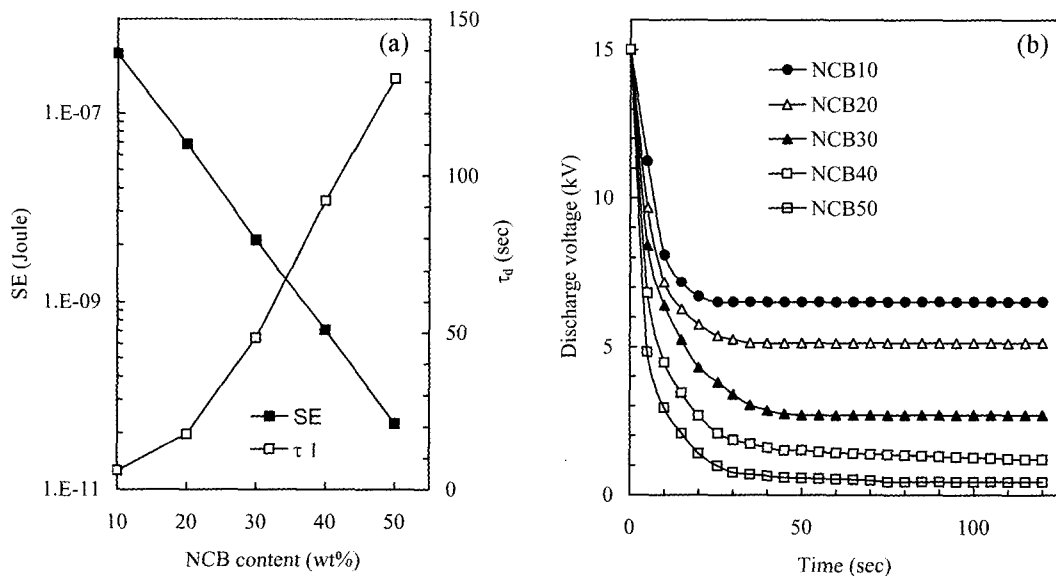 (a)
SE (Joule)
1.E-07
1.E-09
1.E-11
150
100
50
0
τd (sec)
SE
τ l
10 20 30 40 50
NCB content (wt%)
(b)
Discharge voltage (kV)
15
10
5
0
NCB10
NCB20
NCB30
NCB40
NCB50
0 50 100
Time (sec)